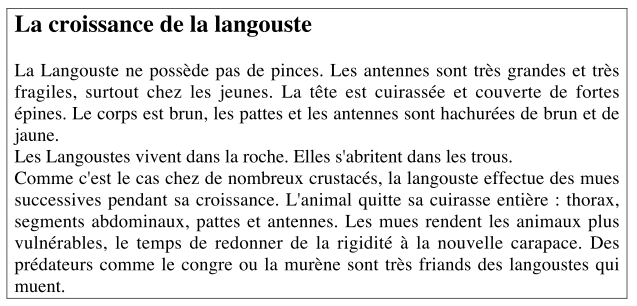 La croissance de la langouste
La Langouste ne possède pas de pinces. Les antennes sont très grandes et très
fragiles, surtout chez les jeunes. La tête est cuirassée et couverte de fortes
épines. Le corps est brun, les pattes et les antennes sont hachurées de brun et de
jaune.
Les Langoustes vivent dans la roche. Elles s'abritent dans les trous.
Comme c'est le cas chez de nombreux crustacés, la langouste effectue des mues
successives pendant sa croissance. L'animal quitte sa cuirasse entière : thorax,
segments abdominaux, pattes et antennes. Les mues rendent les animaux plus
vulnérables, le temps de redonner de la rigidité à la nouvelle carapace. Des
prédateurs comme le congre ou la murène sont très friands des langoustes qui
muent.